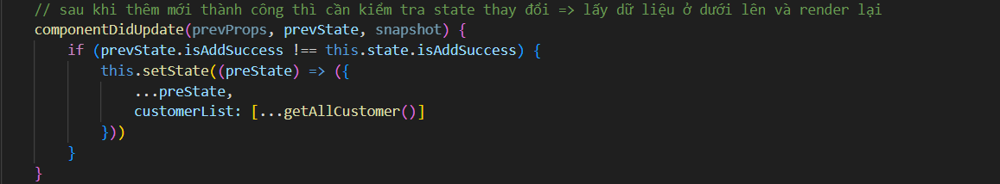 // sau khi thêm mới thành công thì cần kiểm tra state thay đổi => lấy dữ liệu ở dưới lên và render lại
componentDidUpdate(prevProps, prevState, snapshot) {
if (prevState.isAddSuccess !== this.state.isAddSuccess) {
this.setState((preState) => ({
...preState,
customerList: [...getAllCustomer()]
}))
}
}